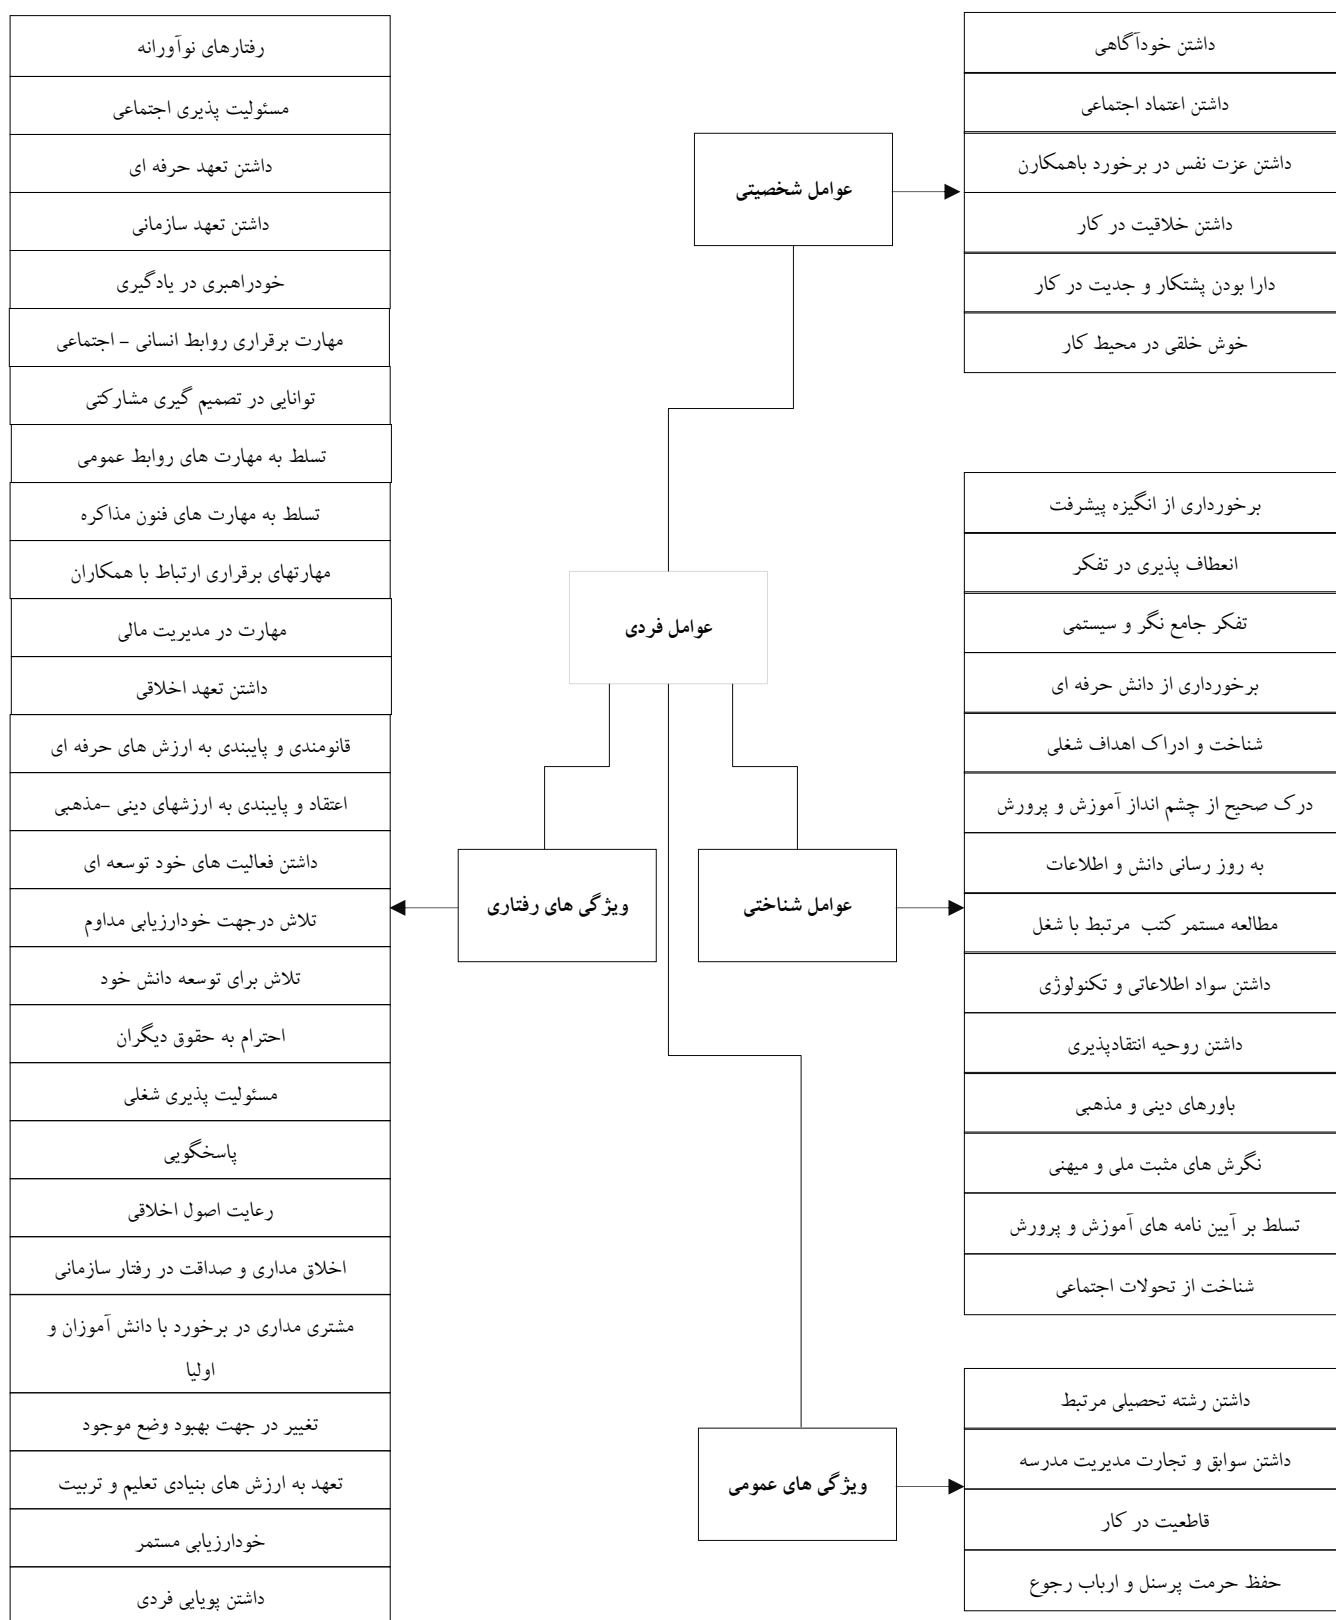 داشتن خودآگاهی
داشتن اعتماد اجتماعی
داشتن عزت نفس در برخورد باهمکارن
داشتن خلاقیت در کار
دارا بودن پشتکار و جدیت در کار
خوش خلقی در محیط کار
عوامل شخصیتی
برخورداری از انگیزه پیشرفت
انعطاف پذیری در تفکر
تفکر جامع نگر و سیستمی
برخورداری از دانش حرفه ای
شناخت و ادراک اهداف شغلی
درک صحیح از چشم انداز آموزش و پرورش
به روز رسانی دانش و اطلاعات
مطالعه مستمر کتب مرتبط با شغل
داشتن سواد اطلاعاتی و تکنولوژی
داشتن روحیه انتقادپذیری
باورهای دینی و مذهبی
نگرش های مثبت ملی و میهنی
تسلط بر آیین نامه های آموزش و پرورش
شناخت از تحولات اجتماعی
عوامل شناختی
داشتن رشته تحصیلی مرتبط
داشتن سوابق و تجارت مدیریت مدرسه
قاطعیت در کار
حفظ حرمت پرسنل و ارباب رجوع
ویژگی های عمومی
عوامل فردی
ویژگی های رفتاری
رفتارهای نوآورانه
مسئولیت پذیری اجتماعی
داشتن تعهد حرفه ای
داشتن تعهد سازمانی
خودراهبری در یادگیری
مهارت برقراری روابط انسانی – اجتماعی
توانایی در تصمیم گیری مشارکتی
تسلط به مهارت های روابط عمومی
تسلط به مهارت های فنون مذاکره
مهارتهای برقراری ارتباط با همکاران
مهارت در مدیریت مالی
داشتن تعهد اخلاقی
قانومندی و پایبندی به ارزش های حرفه ای
اعتقاد و پایبندی به ارزشهای دینی –مذهبی
داشتن فعالیت های خود توسعه ای
تلاش درجهت خودارزیابی مداوم
تلاش برای توسعه دانش خود
احترام به حقوق دیگران
مسئولیت پذیری شغلی
پاسخگویی
رعایت اصول اخلاقی
اخلاق مداری و صداقت در رفتار سازمانی
مشتری مداری در برخورد با دانش آموزان و
اولیا
تغییر در جهت بهبود وضع موجود
تعهد به ارزش های بنیادی تعلیم و تربیت
خودارزیابی مستمر
داشتن پویایی فردی